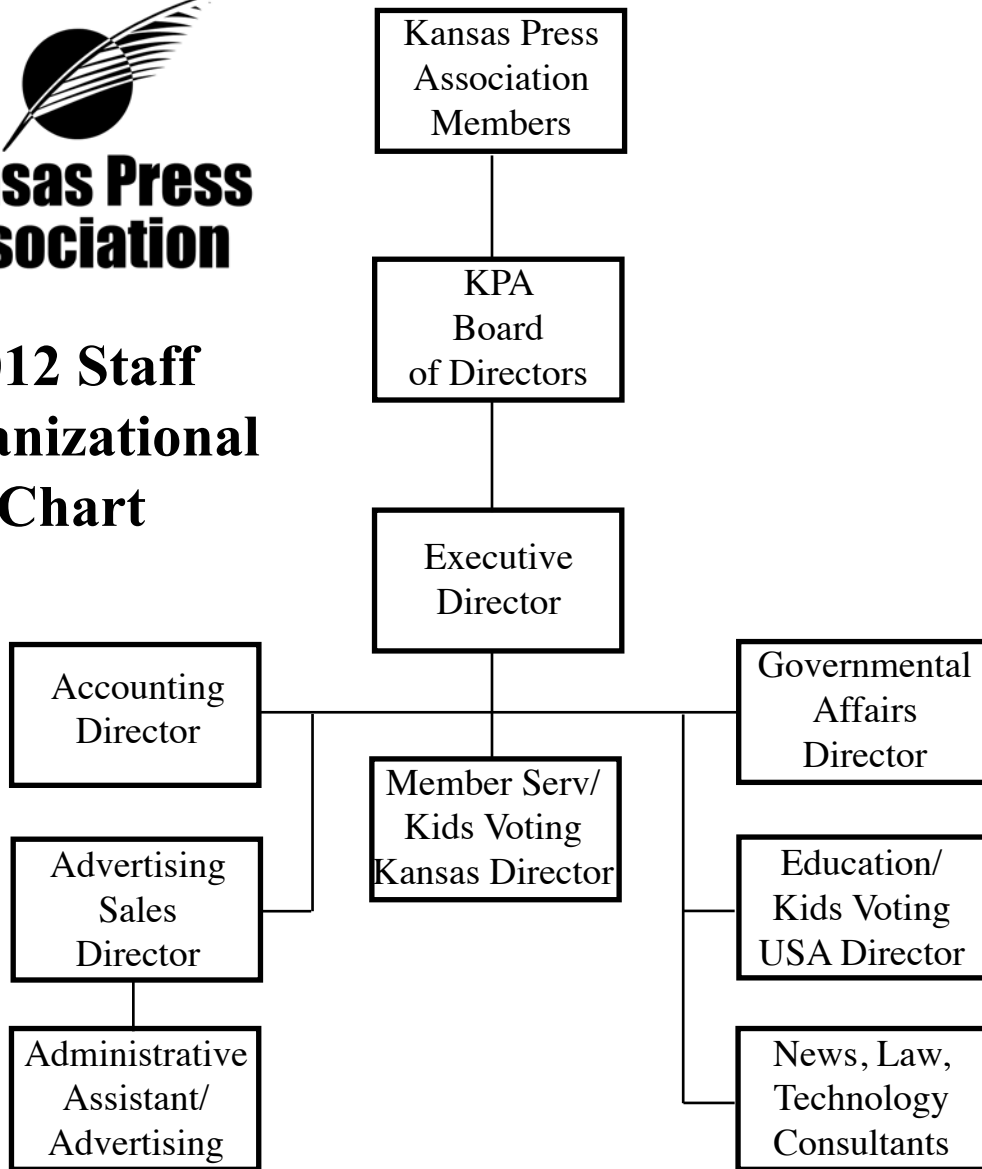 sas Press
sociation
012 Staff
anizational
Chart
Kansas Press
Association
Members
KPA
Board
of Directors
Executive
Director
Accounting
Director
Governmental
Affairs
Director
Member Serv/
Kids Voting
Kansas Director
Advertising
Sales
Director
Education/
Kids Voting
USA Director
Administrative
Assistant/
Advertising
News, Law,
Technology
Consultants